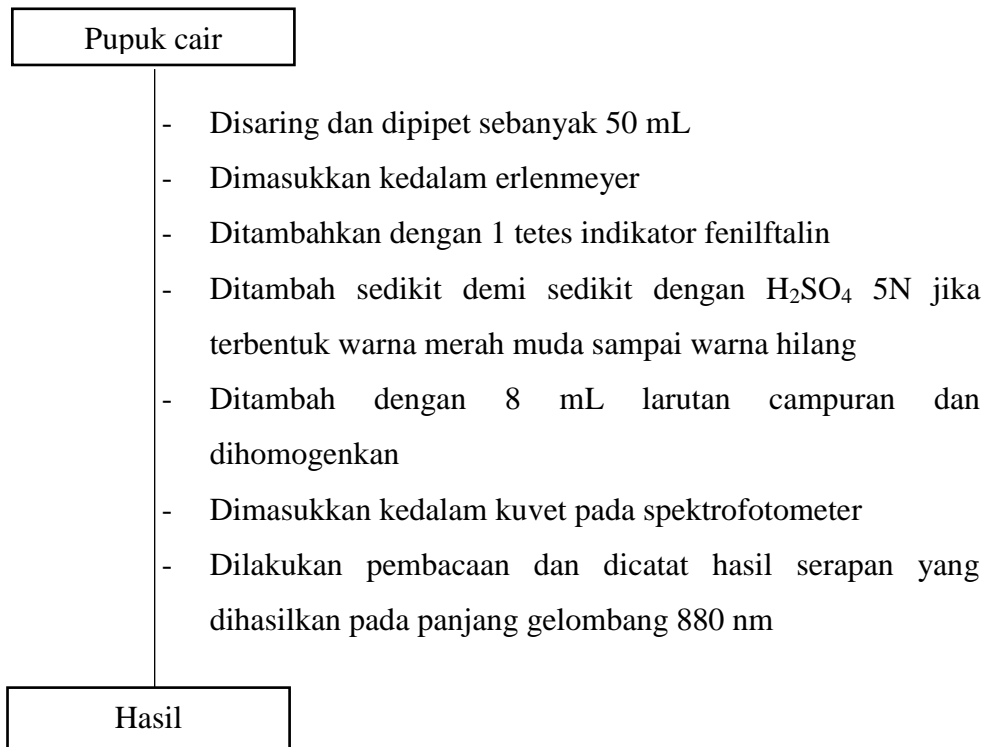 Pupuk cair
- Disaring dan dipipet sebanyak 50 mL
- Dimasukkan kedalam erlenmeyer
- Ditambahkan dengan 1 tetes indikator fenilftalin
- Ditambah sedikit demi sedikit dengan H₂SO₄ 5N jika
terbentuk warna merah muda sampai warna hilang
- Ditambah dengan 8 mL larutan campuran dan
dihomogenkan
- Dimasukkan kedalam kuvet pada spektrofotometer
- Dilakukan pembacaan dan dicatat hasil serapan yang
dihasilkan pada panjang gelombang 880 nm
Hasil